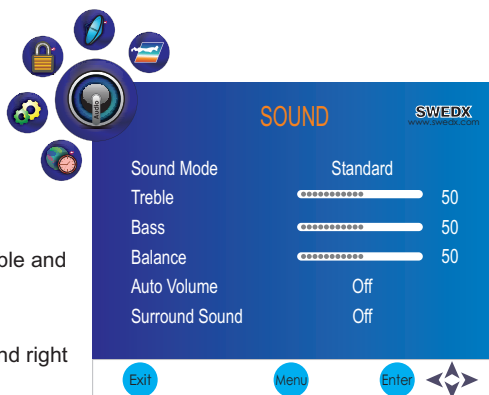 Audio
SOUND
SWEDX
www.swedx.com
Sound Mode Standard
Treble 50
Bass 50
Balance 50
Auto Volume Off
Surround Sound Off
ble and
nd right
Exit Menu Enter